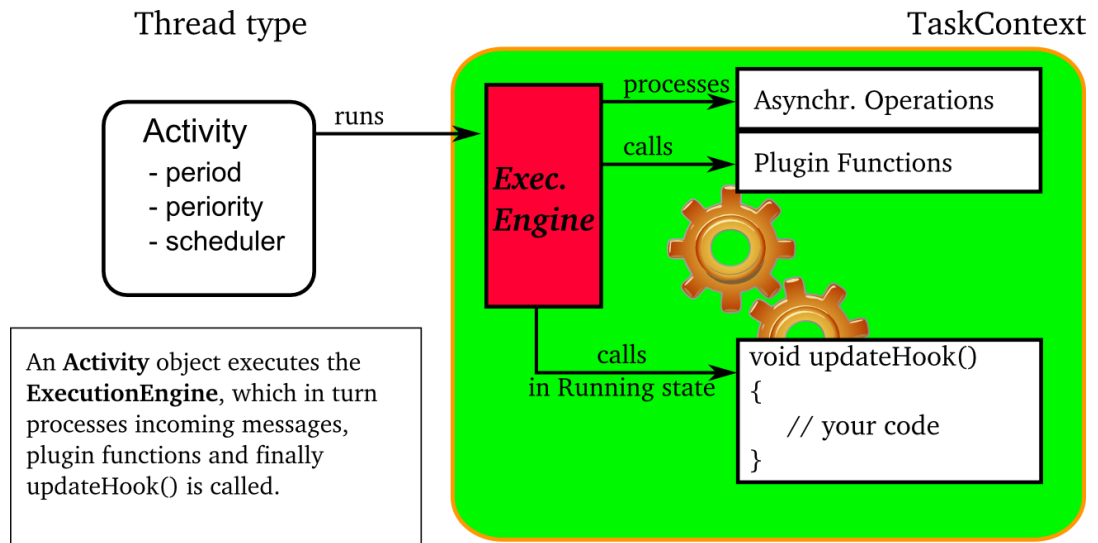 Thread type
TaskContext
Activity
- period
- periority
- scheduler
runs
Exec.
Engine
processes
Asynchr. Operations
calls
Plugin Functions
calls
in Running state
void updateHook()
{
// your code
}
An Activity object executes the
ExecutionEngine, which in turn
processes incoming messages,
plugin functions and finally
updateHook() is called.